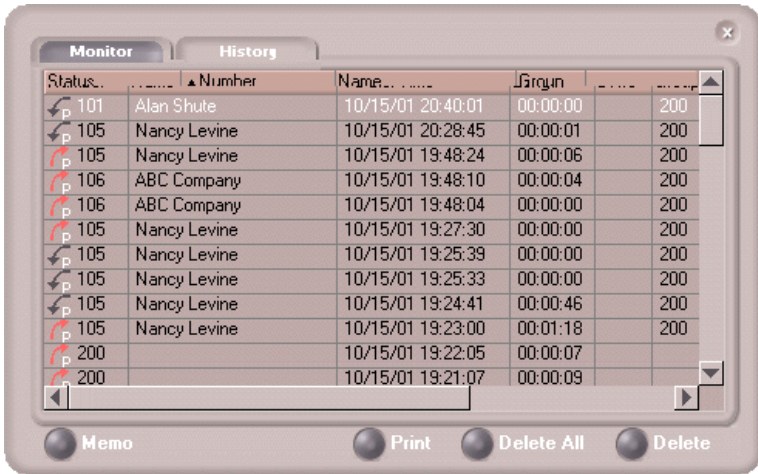 Monitor History
Status.. ▲ Number Name.. Group
P 101 Alan Shute 10/15/01 20:40:01 00:00:00 200
P 105 Nancy Levine 10/15/01 20:28:45 00:00:01 200
P 105 Nancy Levine 10/15/01 19:48:24 00:00:06 200
P 106 ABC Company 10/15/01 19:48:10 00:00:04 200
P 106 ABC Company 10/15/01 19:48:04 00:00:00 200
P 105 Nancy Levine 10/15/01 19:27:30 00:00:00 200
P 105 Nancy Levine 10/15/01 19:25:39 00:00:00 200
P 105 Nancy Levine 10/15/01 19:25:33 00:00:00 200
P 105 Nancy Levine 10/15/01 19:24:41 00:00:46 200
P 105 Nancy Levine 10/15/01 19:23:00 00:01:18 200
P 200 10/15/01 19:22:05 00:00:07
P 200 10/15/01 19:21:07 00:00:09
Memo Print Delete All Delete